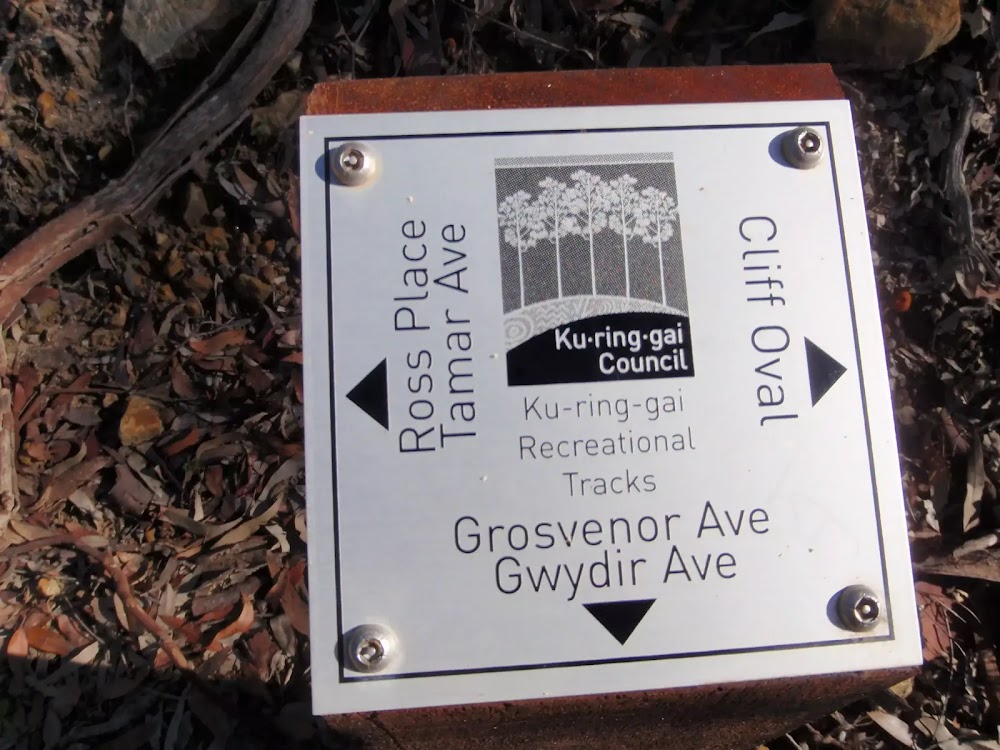 Ku·ring·gai
Council
Ku-ring-gai
Recreational
Tracks
Ross Place
Tamar Ave
Cliff Oval
Grosvenor Ave
Gwydir Ave